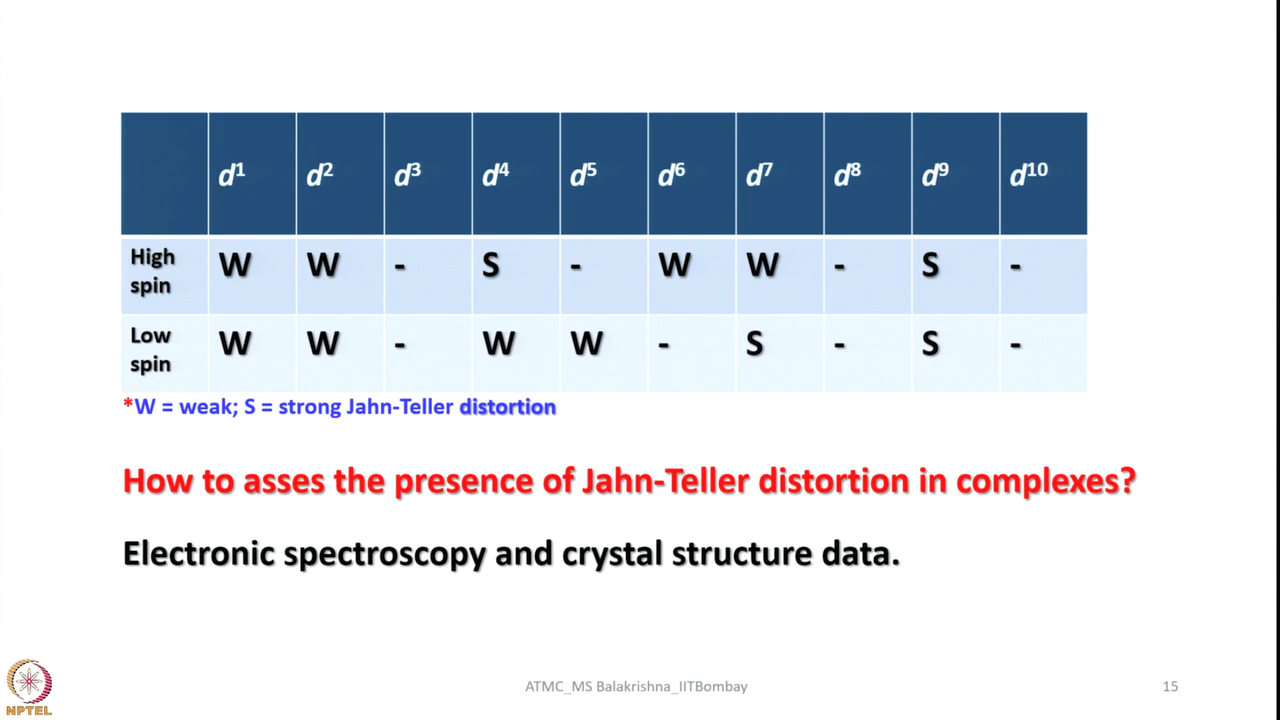 d¹ d² d³ d⁴ d⁵ d⁶ d⁷ d⁸ d⁹ d¹⁰
High spin W W - S - W W - S -
Low spin W W - W W - S - S -
*W = weak; S = strong Jahn-Teller distortion
How to asses the presence of Jahn-Teller distortion in complexes?
Electronic spectroscopy and crystal structure data.
NPTEL
ATMC_MS Balakrishna_IITBombay
15